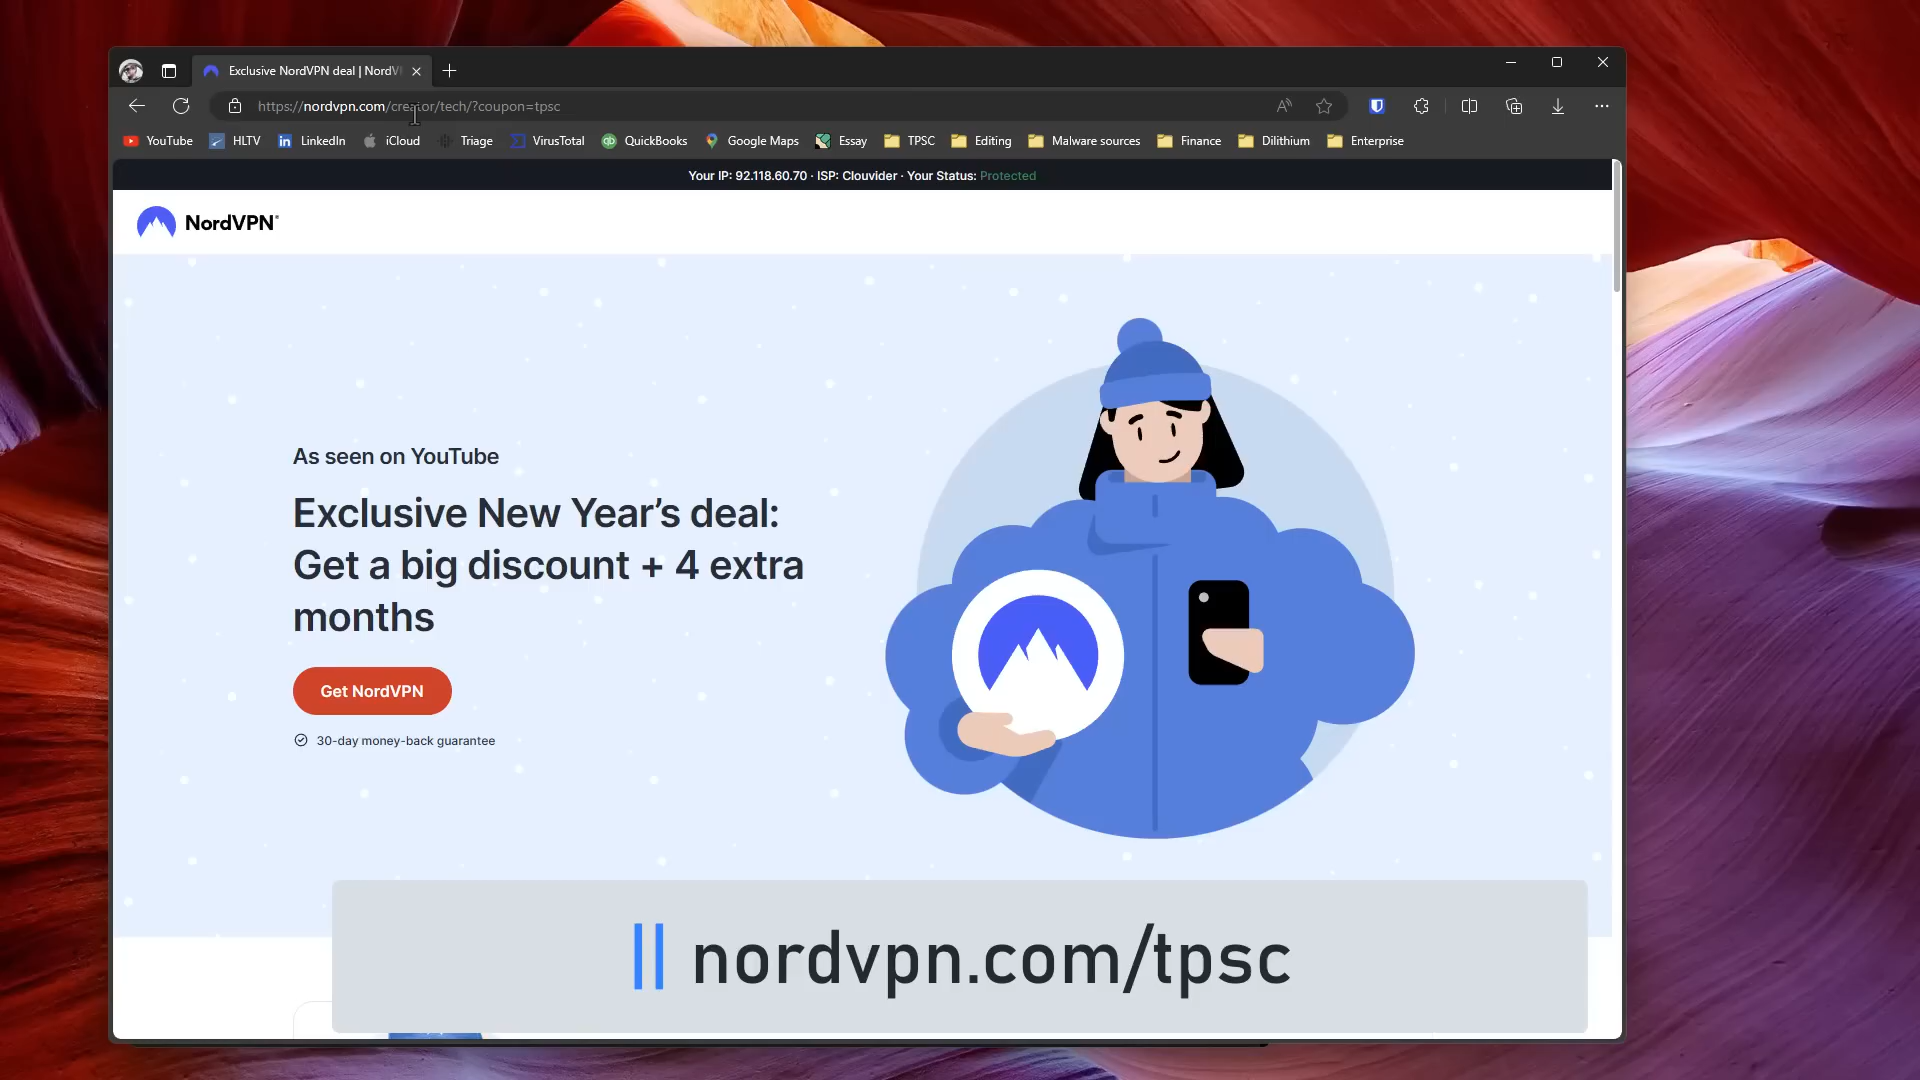 Exclusive NordVPN deal | NordV
https://nordvpn.com/creator/tech/?coupon=tpsc
YouTube HLTV LinkedIn iCloud Triage VirusTotal QuickBooks Google Maps Essay TPSC Editing Malware sources Finance Dilithium Enterprise
Your IP: 92.118.60.70 · ISP: Clouvider · Your Status: Protected
NordVPN®
As seen on YouTube
Exclusive New Year’s deal:
Get a big discount + 4 extra
months
Get NordVPN
30-day money-back guarantee
|| nordvpn.com/tpsc